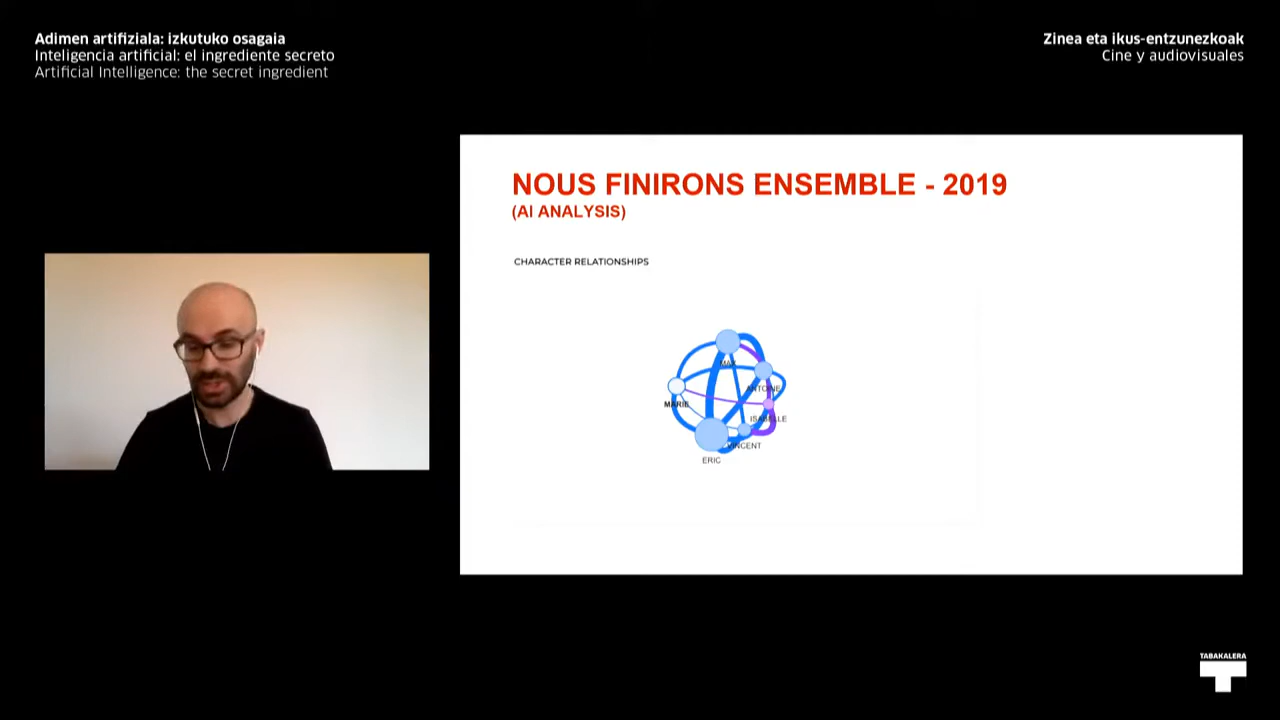 Adimen artifiziala: izkutuko osagaia
Inteligencia artificial: el ingrediente secreto
Artificial Intelligence: the secret ingredient
Zinea eta ikus-entzunezkoak
Cine y audiovisuales
NOUS FINIRONS ENSEMBLE - 2019
(AI ANALYSIS)
CHARACTER RELATIONSHIPS
MAX
ANTOINE
MARIE
ISABELLE
VINCENT
ERIC
TABAKALERA